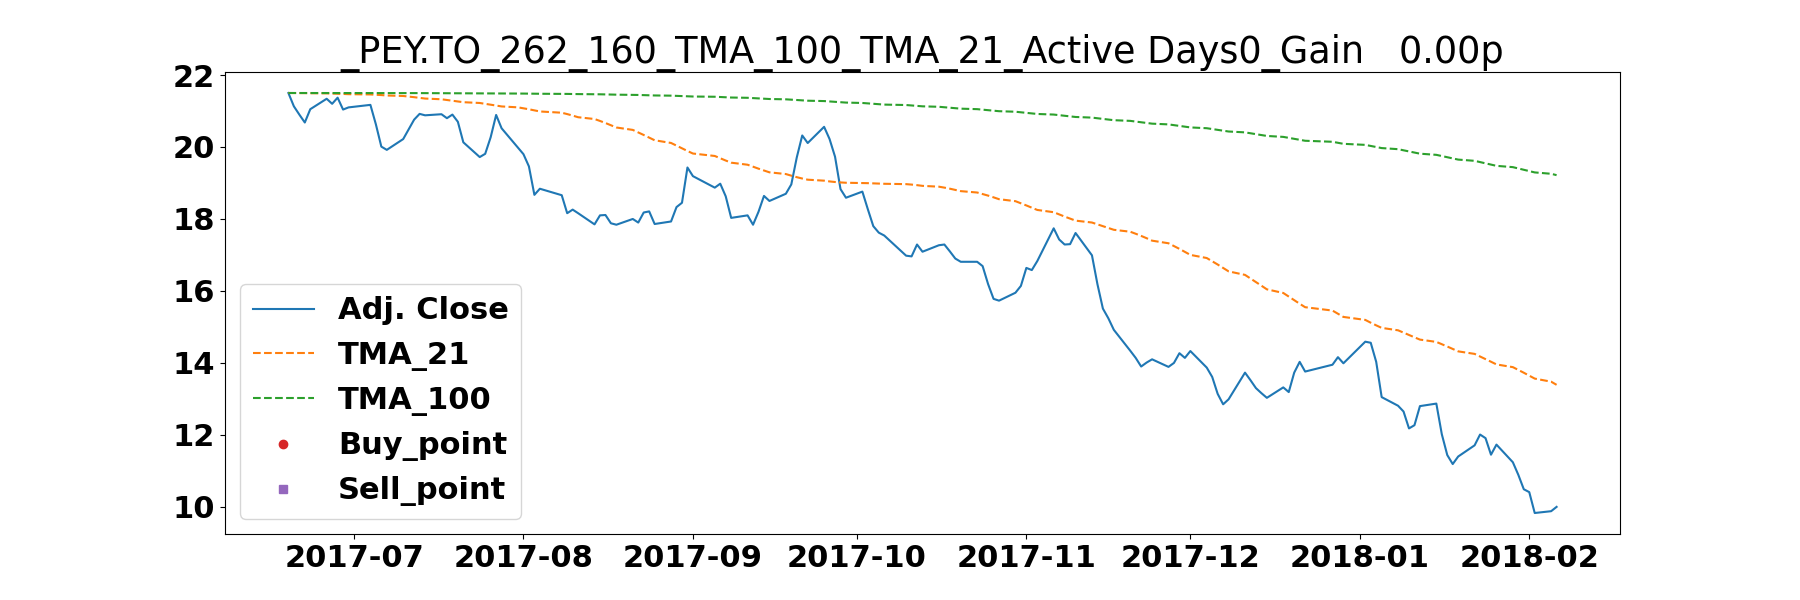 _PEY.TO_262_160_TMA_100_TMA_21_Active Days0_Gain   0.00p
22
20
18
16
14
12
10
Adj. Close
TMA_21
TMA_100
Buy_point
Sell_point
2017-07 2017-08 2017-09 2017-10 2017-11 2017-12 2018-01 2018-02